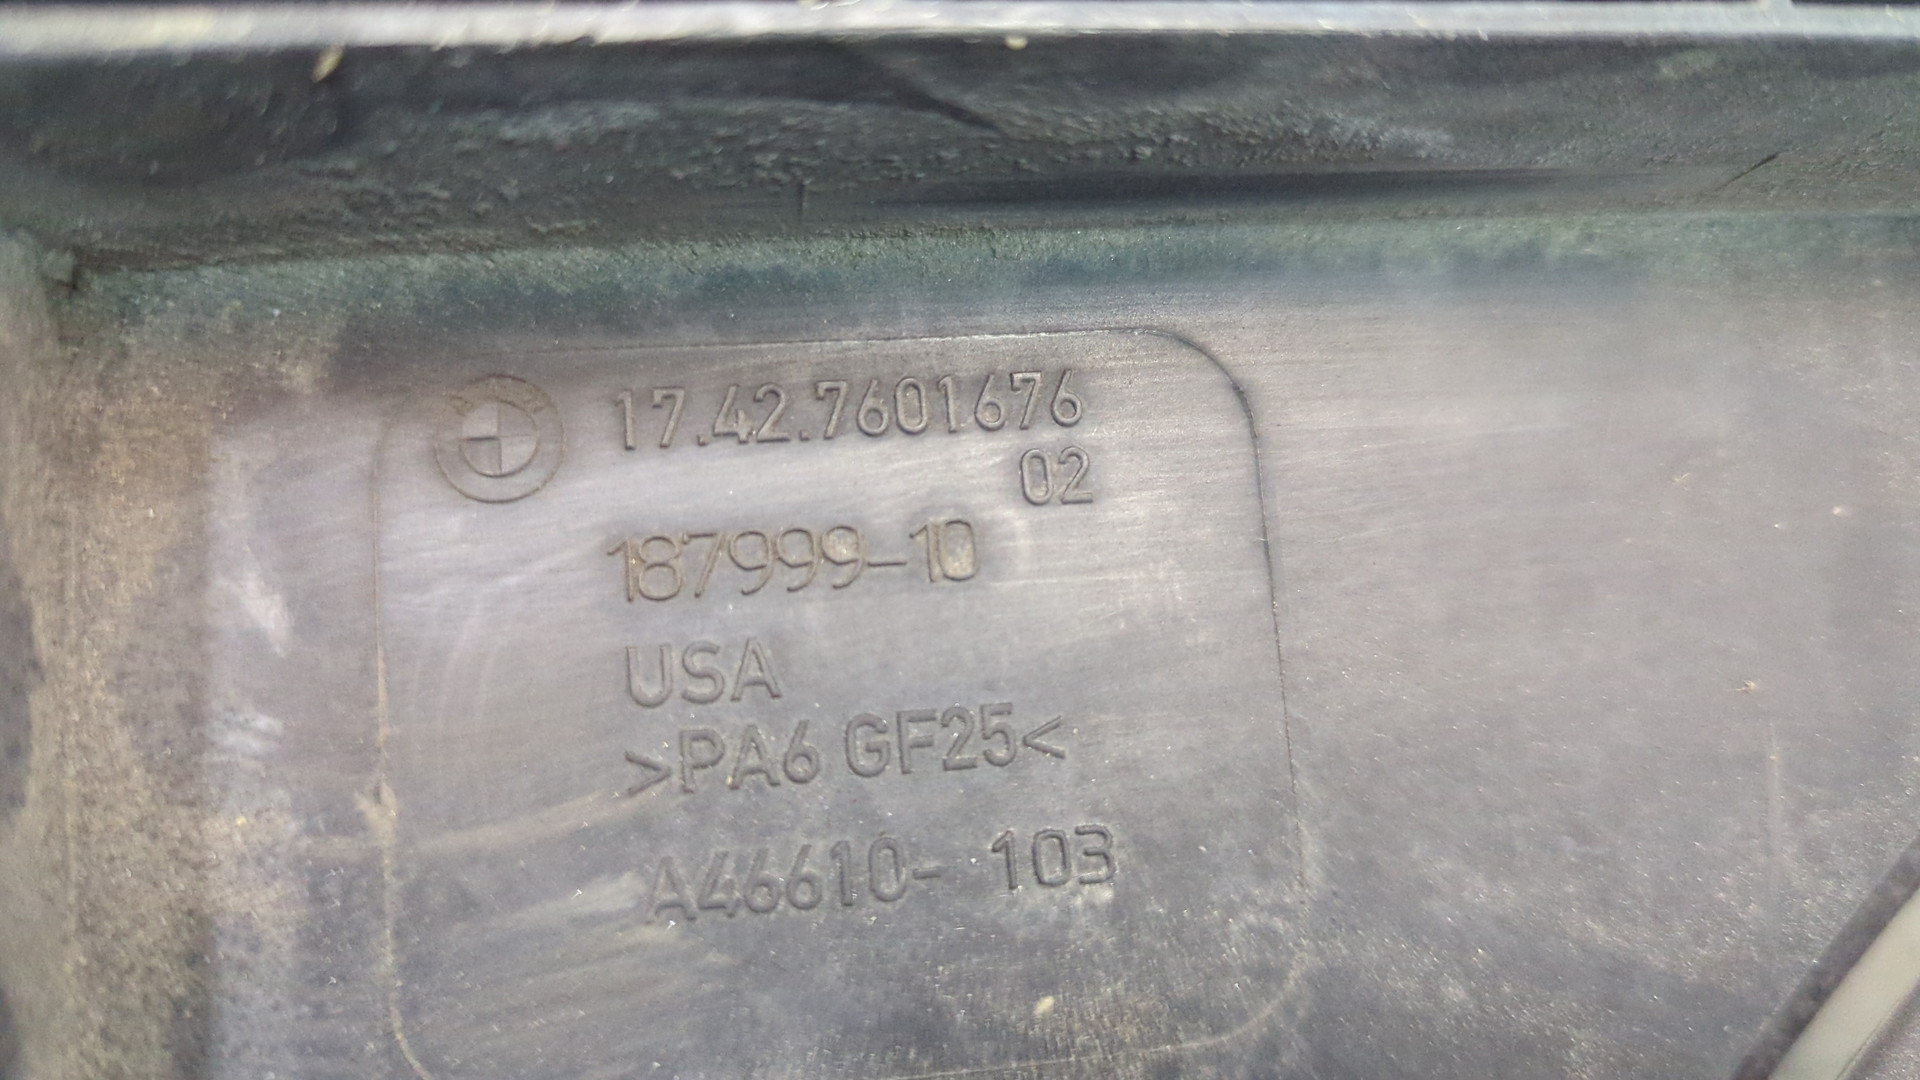 17.42.7601676
02
187999-10
USA
>PA6 GF25<
A46610- 103